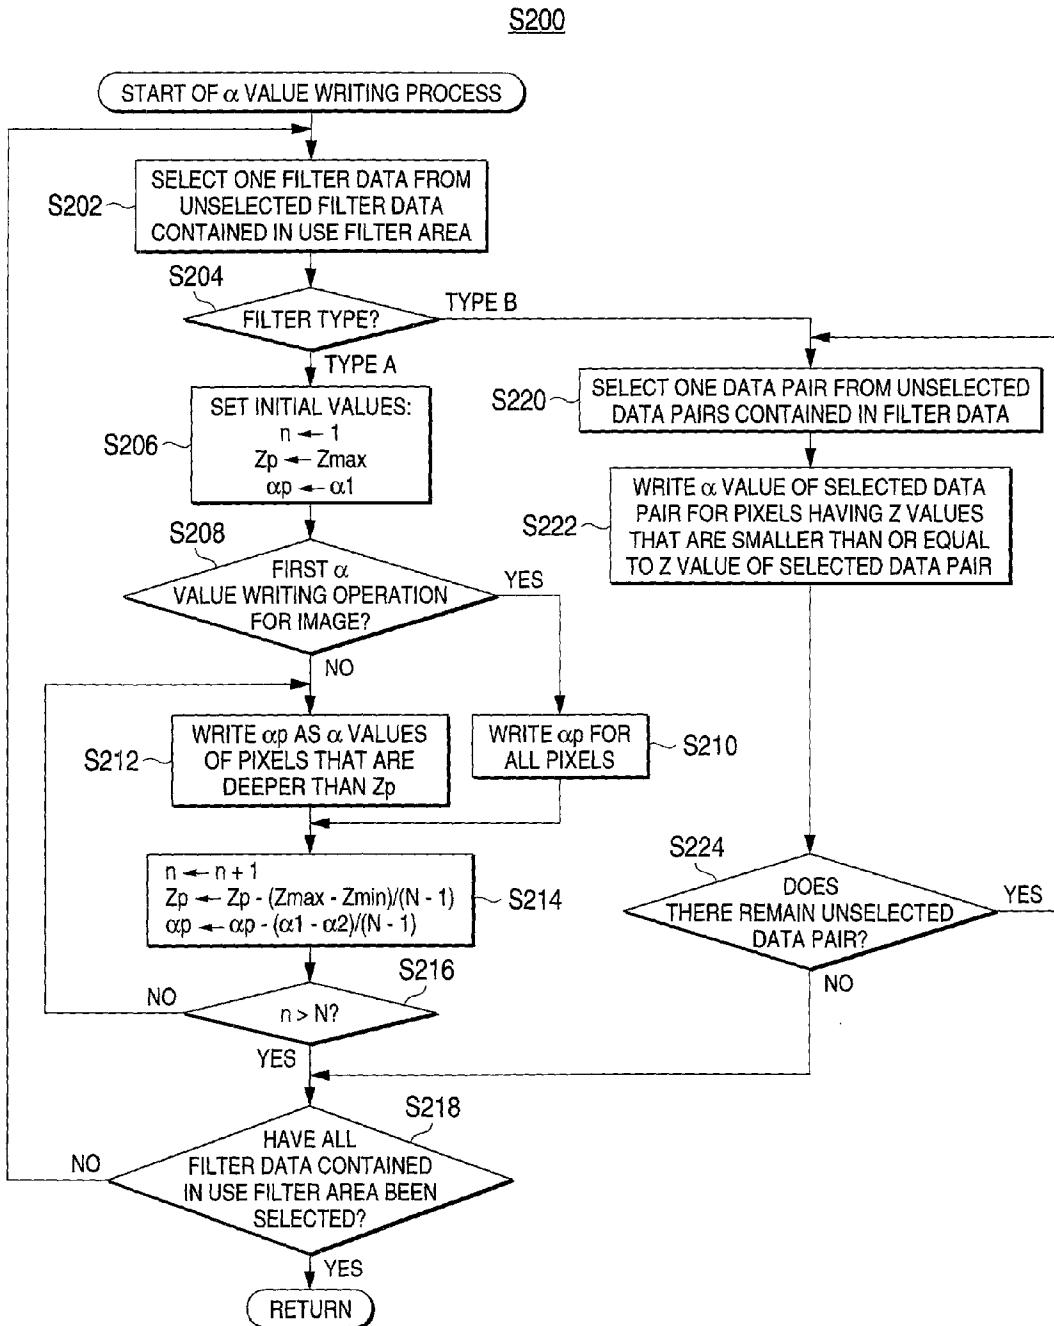 S200
START OF α VALUE WRITING PROCESS
S202
SELECT ONE FILTER DATA FROM
UNSELECTED FILTER DATA
CONTAINED IN USE FILTER AREA
S204
FILTER TYPE?
TYPE B
TYPE A
S206
SET INITIAL VALUES:
n ← 1
Zp ← Zmax
αp ← α1
S208
FIRST α
VALUE WRITING OPERATION
FOR IMAGE?
YES
NO
S212
WRITE αp AS α VALUES
OF PIXELS THAT ARE
DEEPER THAN Zp
WRITE αp FOR
ALL PIXELS
S210
n ← n + 1
Zp ← Zp - (Zmax - Zmin)/(N - 1)
αp ← αp - (α1 - α2)/(N - 1)
S214
S216
n > N?
NO
YES
S218
HAVE ALL
FILTER DATA CONTAINED
IN USE FILTER AREA BEEN
SELECTED?
NO
YES
RETURN
S220
SELECT ONE DATA PAIR FROM UNSELECTED
DATA PAIRS CONTAINED IN FILTER DATA
S222
WRITE α VALUE OF SELECTED DATA
PAIR FOR PIXELS HAVING Z VALUES
THAT ARE SMALLER THAN OR EQUAL
TO Z VALUE OF SELECTED DATA PAIR
S224
DOES
THERE REMAIN UNSELECTED
DATA PAIR?
YES
NO